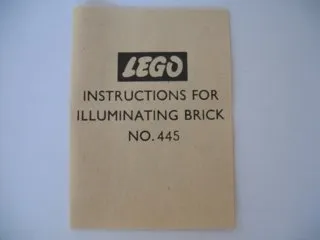 LEGO
INSTRUCTIONS FOR
ILLUMINATING BRICK
NO. 445